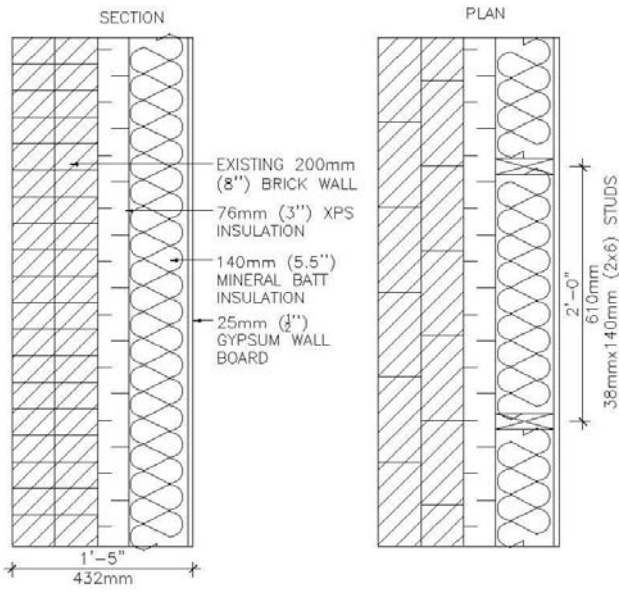 SECTION
EXISTING 200mm
(8") BRICK WALL
76mm (3") XPS
INSULATION
140mm (5.5")
MINERAL BATT
INSULATION
25mm (½")
GYPSUM WALL
BOARD
1'-5"
432mm
PLAN
2'-0"
610mm
38mmx140mm (2x6) STUDS